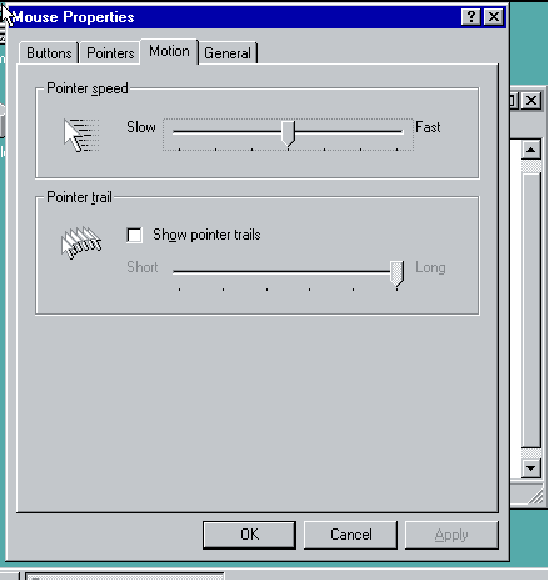 Mouse Properties
Buttons Pointers Motion General
Pointer speed
Slow Fast
Pointer trail
Show pointer trails
Short Long
OK Cancel Apply